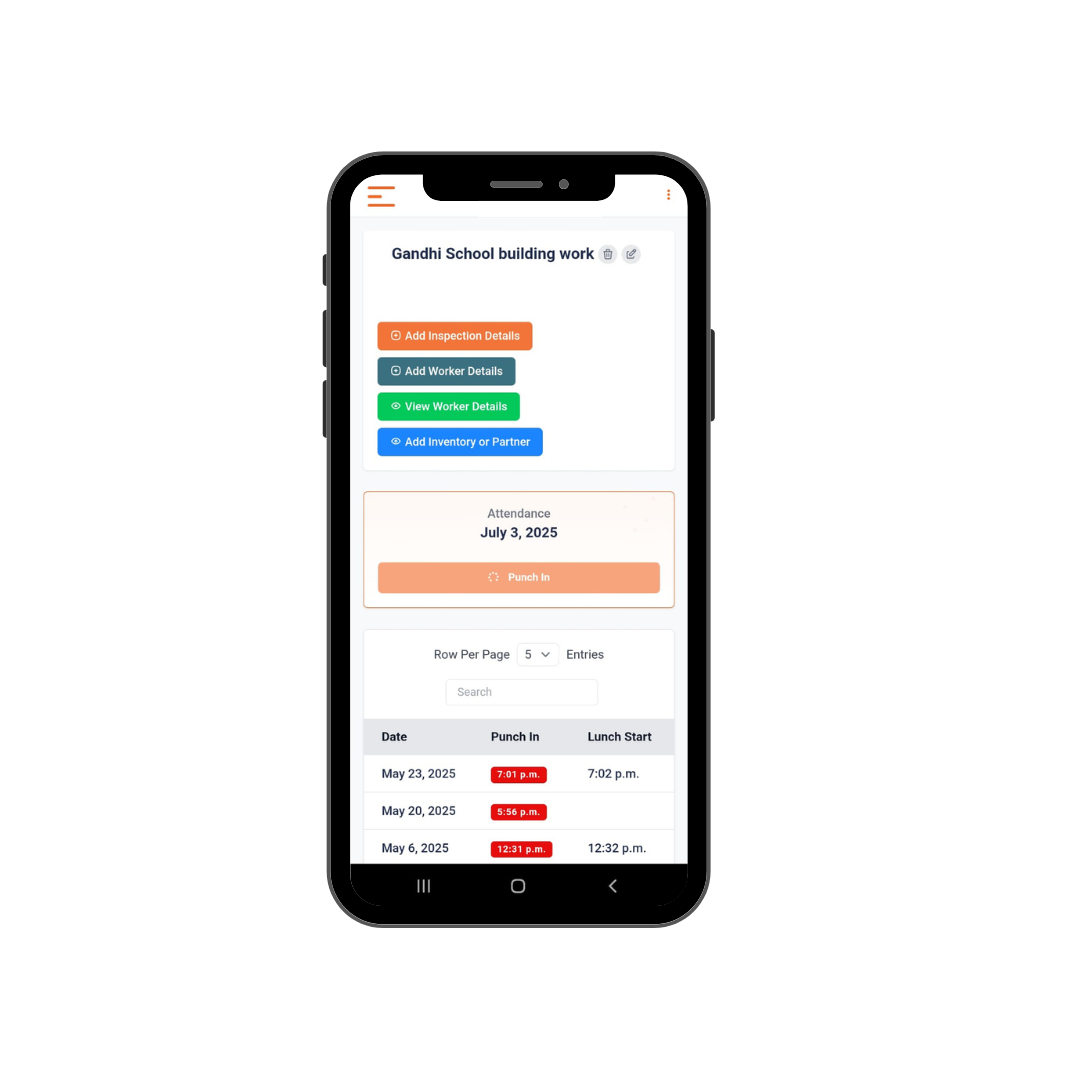 Gandhi School building work
Add Inspection Details
Add Worker Details
View Worker Details
Add Inventory or Partner
Attendance
July 3, 2025
Punch In
Row Per Page 5 Entries
Search
Date Punch In Lunch Start
May 23, 2025 7:01 p.m. 7:02 p.m.
May 20, 2025 5:56 p.m.
May 6, 2025 12:31 p.m. 12:32 p.m.